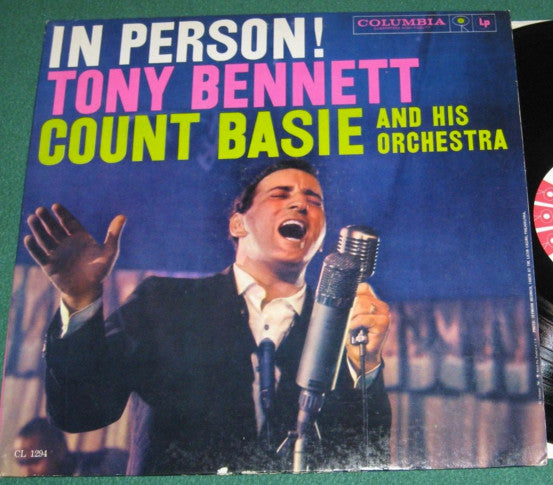 IN PERSON!
COLUMBIA
Lp
TONY BENNETT
COUNT BASIE AND HIS
ORCHESTRA
CL 1294